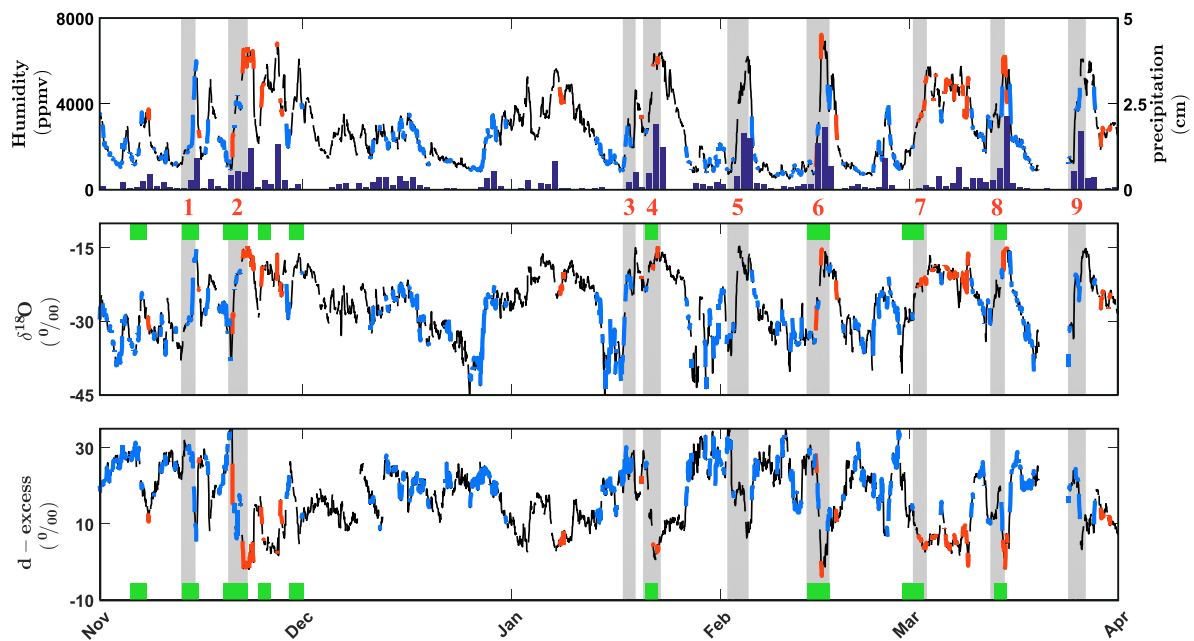 8000
4000
0
Humidity
(ppmv)
5
2.5
0
precipitation
(cm)
1 2 3 4 5 6 7 8 9
-15
-30
-45
δ¹⁸O
(⁰/₀₀)
30
10
-10
d − excess
(⁰/₀₀)
Nov Dec Jan Feb Mar Apr